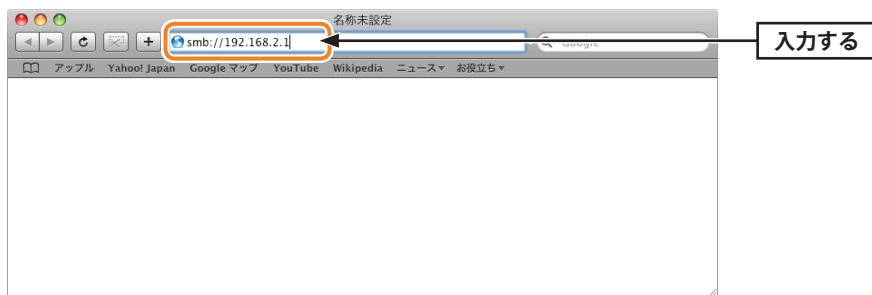 名称未設定
smb://192.168.2.1
Google
入力する
アップル Yahoo! Japan Google マップ YouTube Wikipedia ニュース▼ お役立ち▼